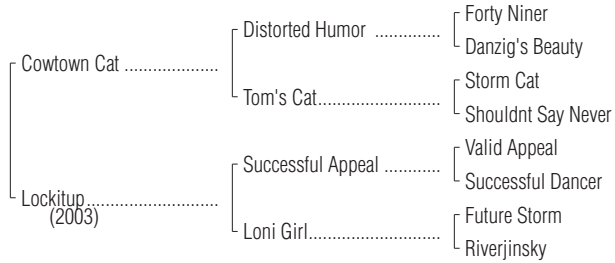 Forty Niner
Distorted Humor ..............
Danzig's Beauty
Cowtown Cat ....................
Storm Cat
Tom's Cat..........................
Shouldnt Say Never
Valid Appeal
Successful Appeal ............
Successful Dancer
Lockitup............................
(2003)
Future Storm
Loni Girl............................
Riverjinsky